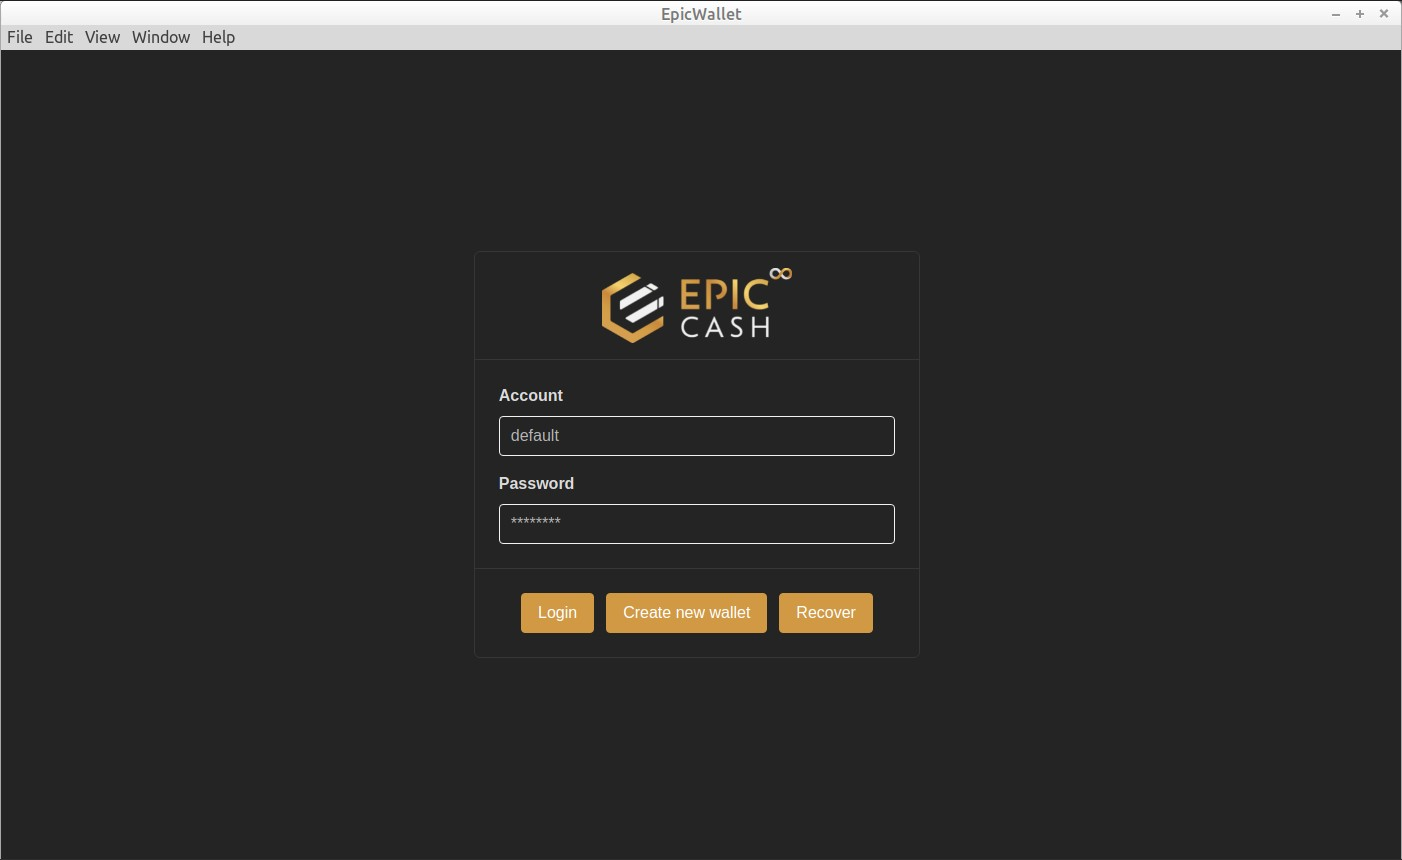 EpicWallet
File Edit View Window Help
EPIC
CASH
Account
default
Password
********
Login Create new wallet Recover